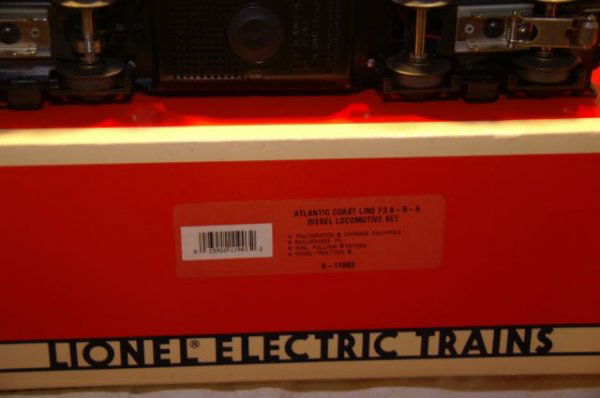 ATLANTIC COAST LINE F3 A-B-A
DIESEL LOCOMOTIVE SET
* TRAINMASTER ® COMMAND EQUIPPED
* RAILSOUNDS TM
* DUAL PULLMOR ® MOTORS
* MAGNE-TRACTION ®
6-11903
LIONEL® ELECTRIC TRAINS